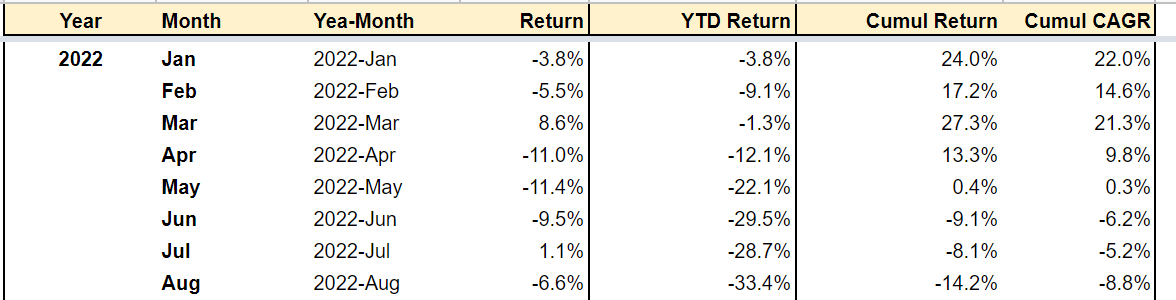 Year Month Yea-Month Return YTD Return Cumul Return Cumul CAGR
2022 Jan 2022-Jan -3.8% -3.8% 24.0% 22.0%
Feb 2022-Feb -5.5% -9.1% 17.2% 14.6%
Mar 2022-Mar 8.6% -1.3% 27.3% 21.3%
Apr 2022-Apr -11.0% -12.1% 13.3% 9.8%
May 2022-May -11.4% -22.1% 0.4% 0.3%
Jun 2022-Jun -9.5% -29.5% -9.1% -6.2%
Jul 2022-Jul 1.1% -28.7% -8.1% -5.2%
Aug 2022-Aug -6.6% -33.4% -14.2% -8.8%